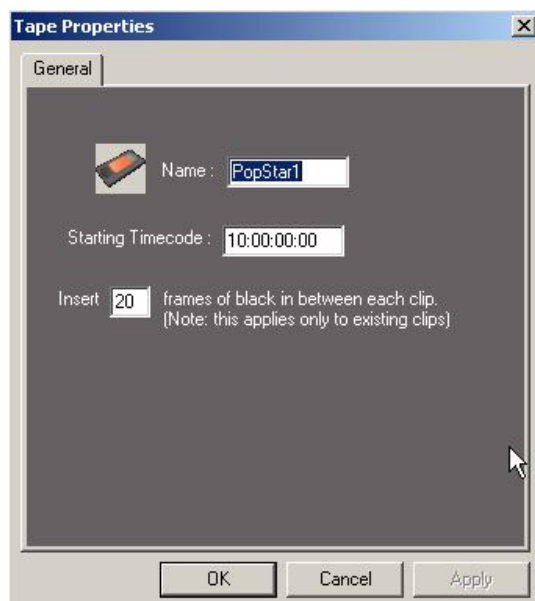 Tape Properties
General
Name : PopStar1
Starting Timecode : 10:00:00:00
Insert 20 frames of black in between each clip.
(Note: this applies only to existing clips)
OK Cancel Apply